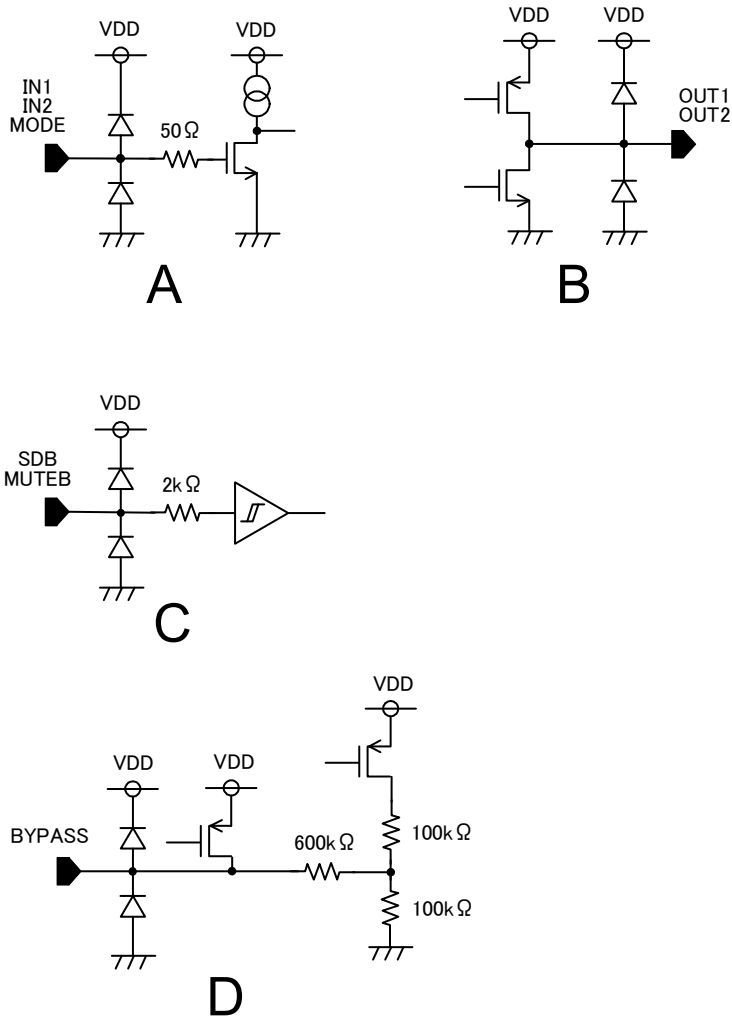 VDD
VDD
IN1
IN2
MODE
50Ω
A
VDD
VDD
OUT1
OUT2
B
VDD
SDB
MUTEB
2kΩ
C
VDD
VDD
VDD
BYPASS
600kΩ
100kΩ
100kΩ
D